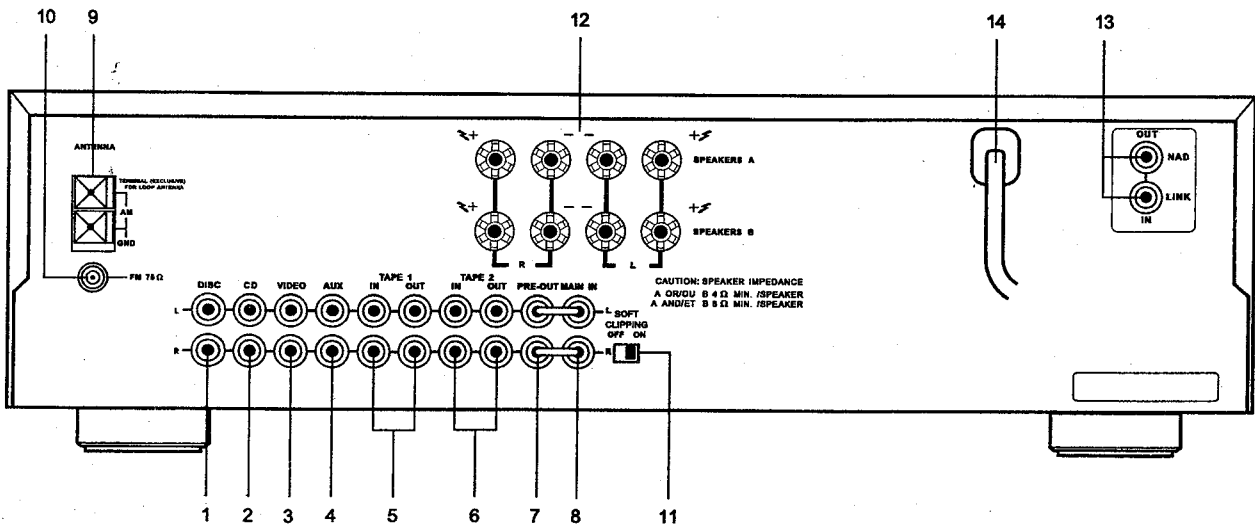 10 9 12 14 13
ANTENNA
TERMINAL (EXCLUSIVE)
FOR LOOP ANTENNA
AM
GND
FM 75Ω
+ - - +
SPEAKERS A
+ - - +
SPEAKERS B
R L
OUT
NAD
LINK
IN
CAUTION: SPEAKER IMPEDANCE
A OR/OU B 4 Ω MIN. /SPEAKER
A AND/ET B 8 Ω MIN. /SPEAKER
TAPE 1 TAPE 2
DISC CD VIDEO AUX IN OUT IN OUT PRE-OUT MAIN IN
L L
SOFT
CLIPPING
OFF ON
R R
1 2 3 4 5 6 7 8 11